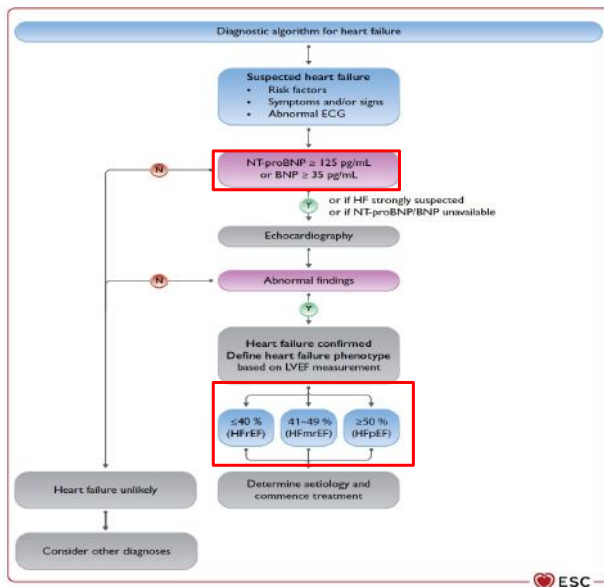 Diagnostic algorithm for heart failure
Suspected heart failure
• Risk factors
• Symptoms and/or signs
• Abnormal ECG
NT-proBNP ≥ 125 pg/mL
or BNP ≥ 35 pg/mL
N
Y
or if HF strongly suspected
or if NT-proBNP/BNP unavailable
Echocardiography
N
Abnormal findings
Y
Heart failure confirmed
Define heart failure phenotype
based on LVEF measurement
≤40 %
(HFrEF)
41–49 %
(HFmrEF)
≥50 %
(HFpEF)
Heart failure unlikely
Determine aetiology and
commence treatment
Consider other diagnoses
ESC